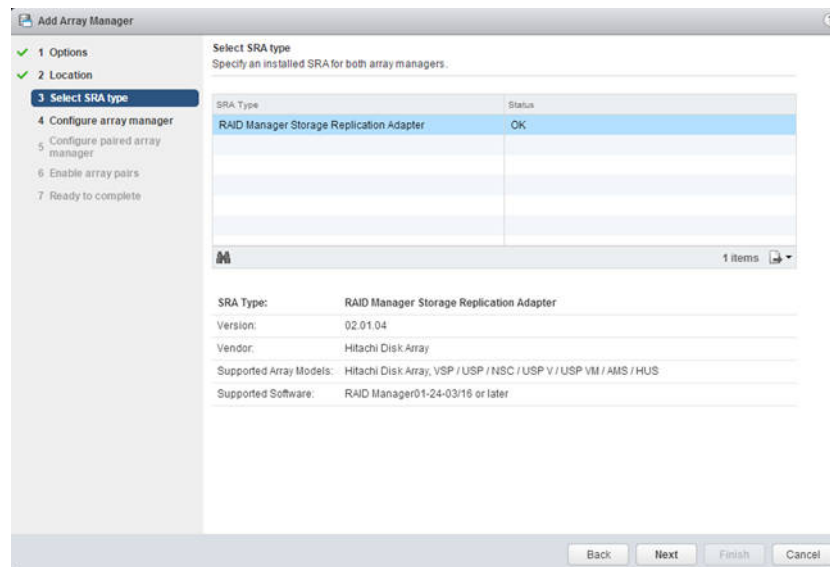 Add Array Manager
1 Options
2 Location
3 Select SRA type
4 Configure array manager
5 Configure paired array
manager
6 Enable array pairs
7 Ready to complete
Select SRA type
Specify an installed SRA for both array managers.
SRA Type Status
RAID Manager Storage Replication Adapter OK
1 items
SRA Type: RAID Manager Storage Replication Adapter
Version: 02.01.04
Vendor: Hitachi Disk Array
Supported Array Models: Hitachi Disk Array, VSP / USP / NSC / USP V / USP VM / AMS / HUS
Supported Software: RAID Manager01-24-03/16 or later
Back Next Finish Cancel